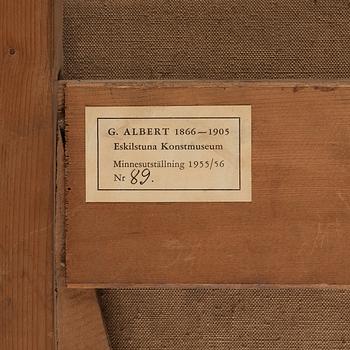 G. ALBERT 1866—1905
Eskilstuna Konstmuseum
Minnesutställning 1955/56
Nr 89.